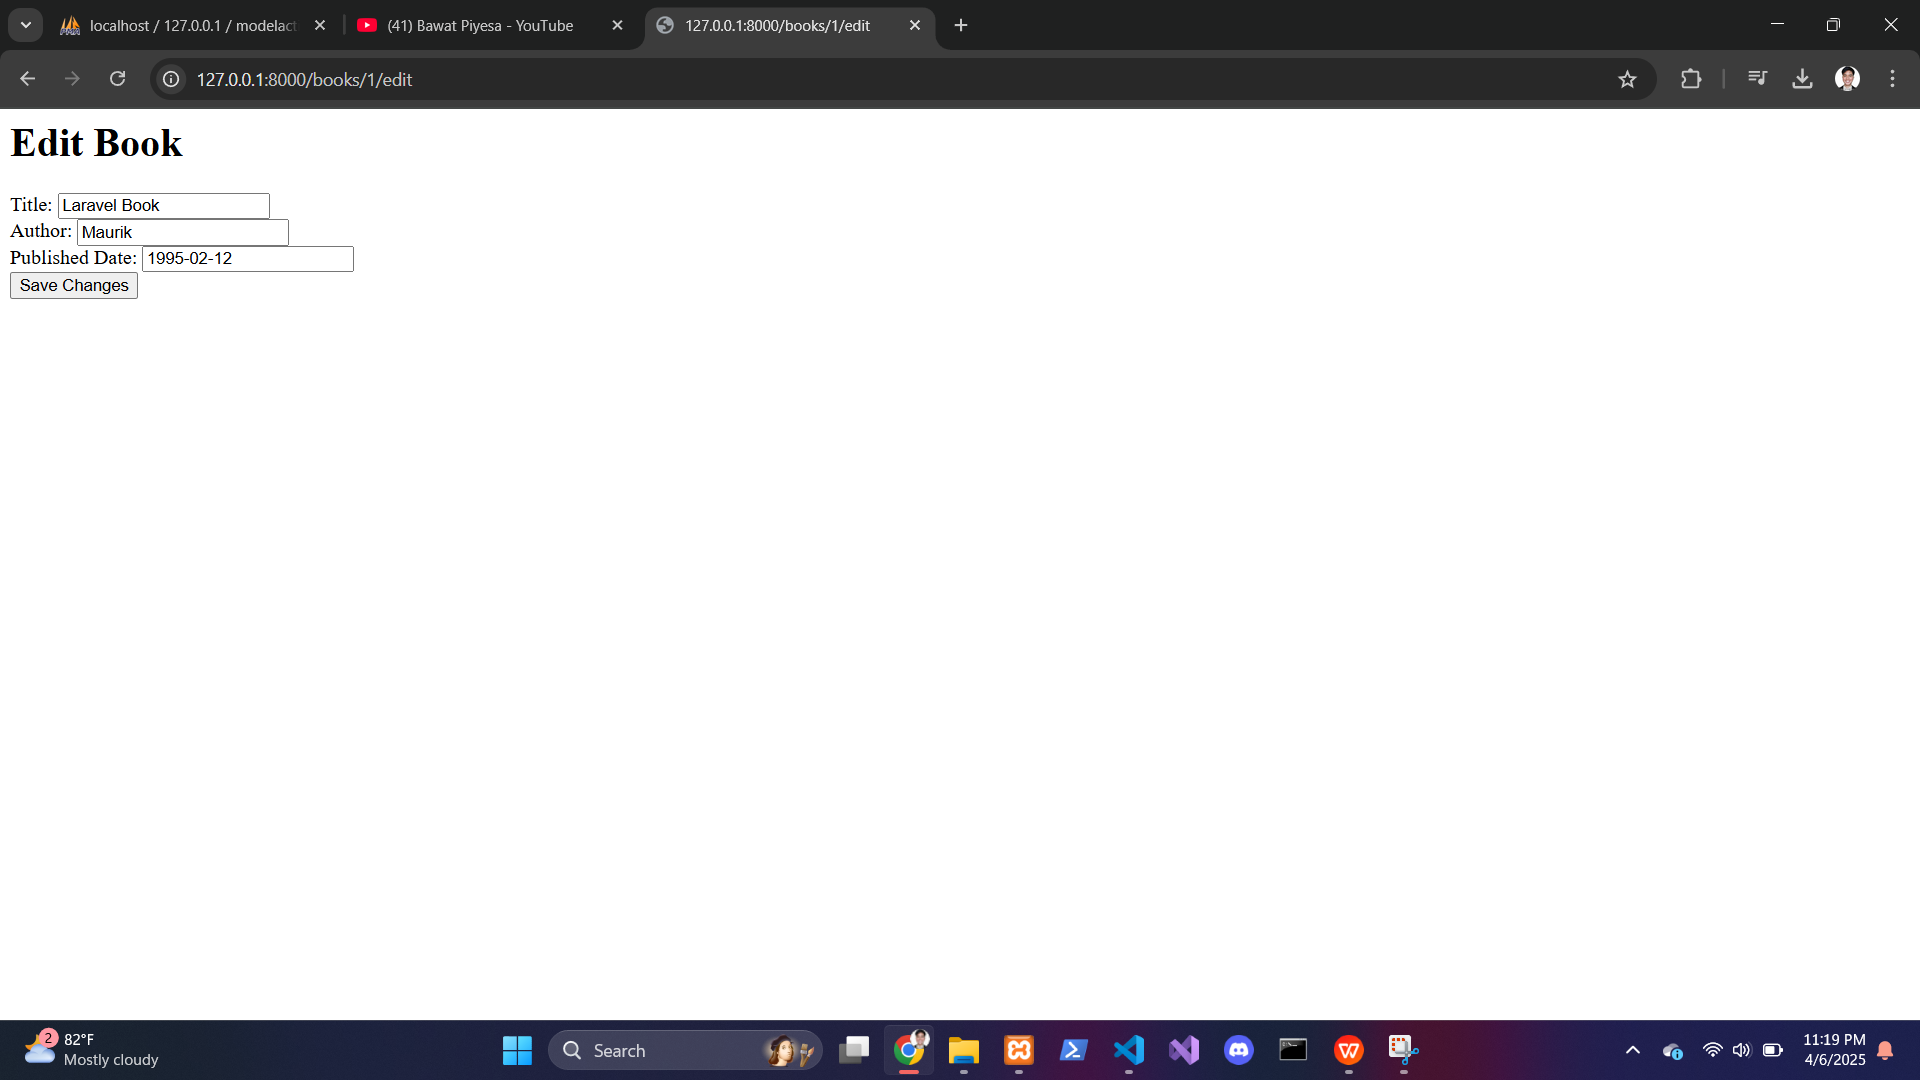 localhost / 127.0.0.1 / modelact
(41) Bawat Piyesa - YouTube
127.0.0.1:8000/books/1/edit
127.0.0.1:8000/books/1/edit
Edit Book
Title: Laravel Book
Author: Maurik
Published Date: 1995-02-12
Save Changes
2
82°F
Mostly cloudy
Search
11:19 PM
4/6/2025